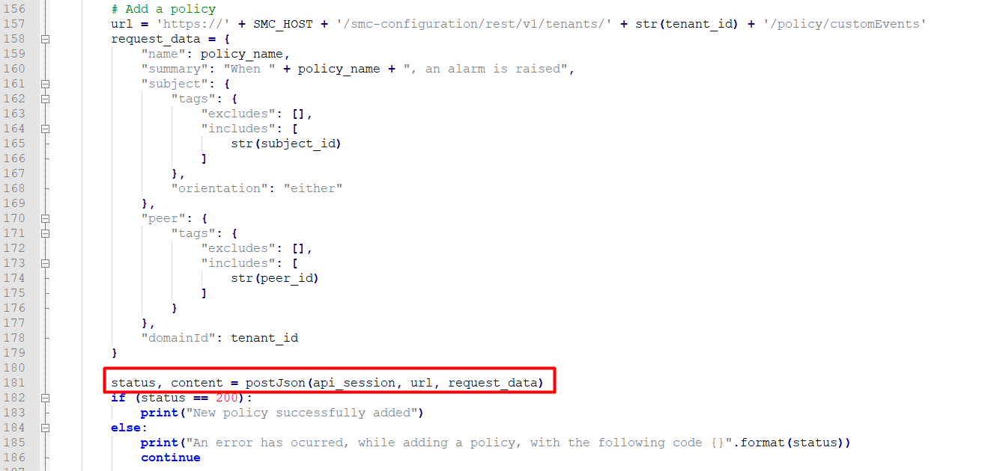 156 # Add a policy
157 url = 'https://' + SMC_HOST + '/smc-configuration/rest/v1/tenants/' + str(tenant_id) + '/policy/customEvents'
158 request_data = {
159 "name": policy_name,
160 "summary": "When " + policy_name + ", an alarm is raised",
161 "subject": {
162 "tags": {
163 "excludes": [],
164 "includes": [
165 str(subject_id)
166 ]
167 },
168 "orientation": "either"
169 },
170 "peer": {
171 "tags": {
172 "excludes": [],
173 "includes": [
174 str(peer_id)
175 ]
176 }
177 },
178 "domainId": tenant_id
179 }
180
181 status, content = postJson(api_session, url, request_data)
182 if (status == 200):
183 print("New policy successfully added")
184 else:
185 print("An error has ocurred, while adding a policy, with the following code {}".format(status))
186 continue